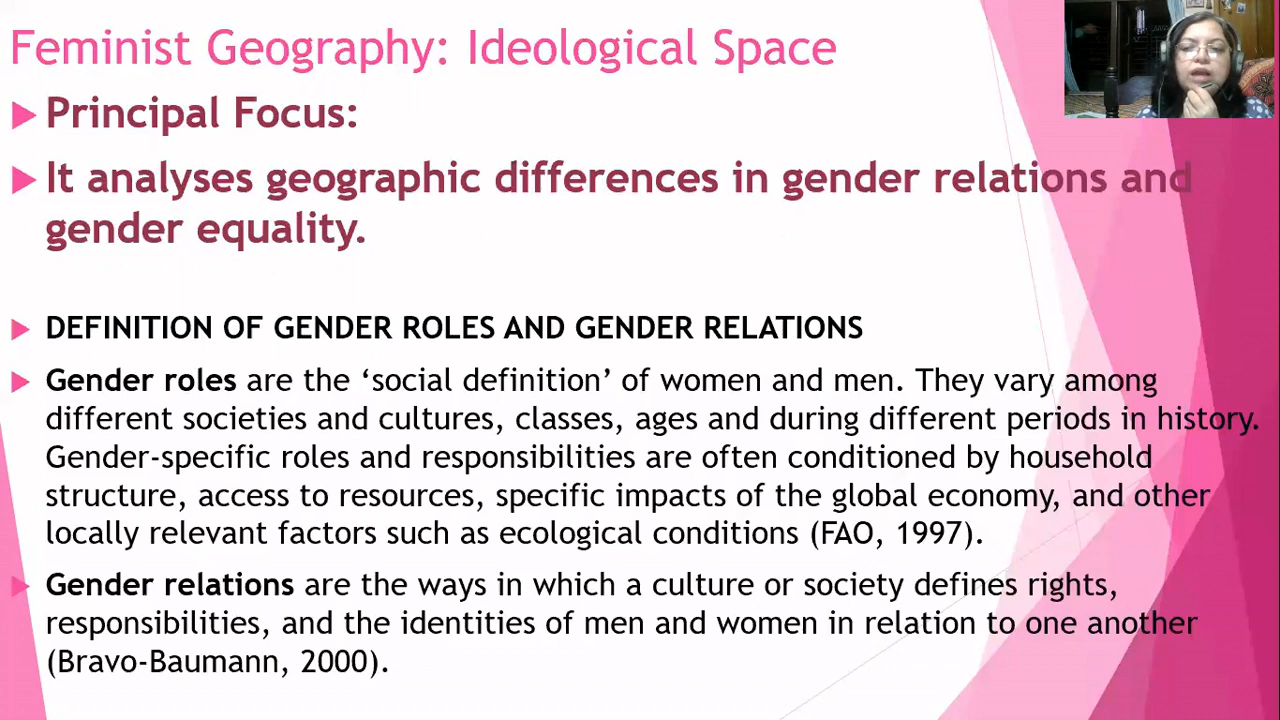 Feminist Geography: Ideological Space
Principal Focus:
It analyses geographic differences in gender relations and
gender equality.
DEFINITION OF GENDER ROLES AND GENDER RELATIONS
Gender roles are the ‘social definition’ of women and men. They vary among
different societies and cultures, classes, ages and during different periods in history.
Gender-specific roles and responsibilities are often conditioned by household
structure, access to resources, specific impacts of the global economy, and other
locally relevant factors such as ecological conditions (FAO, 1997).
Gender relations are the ways in which a culture or society defines rights,
responsibilities, and the identities of men and women in relation to one another
(Bravo-Baumann, 2000).